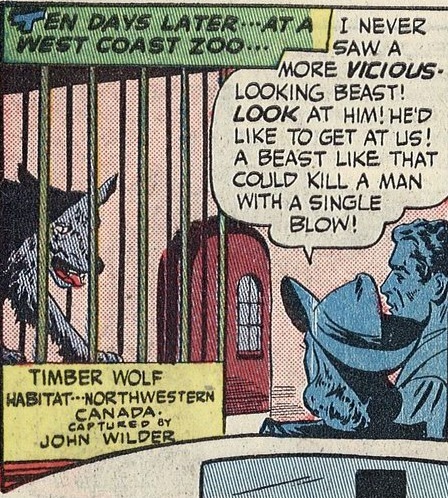 TEN DAYS LATER...AT A
WEST COAST ZOO...
I NEVER
SAW A
MORE VICIOUS-
LOOKING BEAST!
LOOK AT HIM! HE'D
LIKE TO GET AT US!
A BEAST LIKE THAT
COULD KILL A MAN
WITH A SINGLE
BLOW!
TIMBER WOLF
HABITAT...NORTHWESTERN
CANADA.
CAPTURED BY
JOHN WILDER